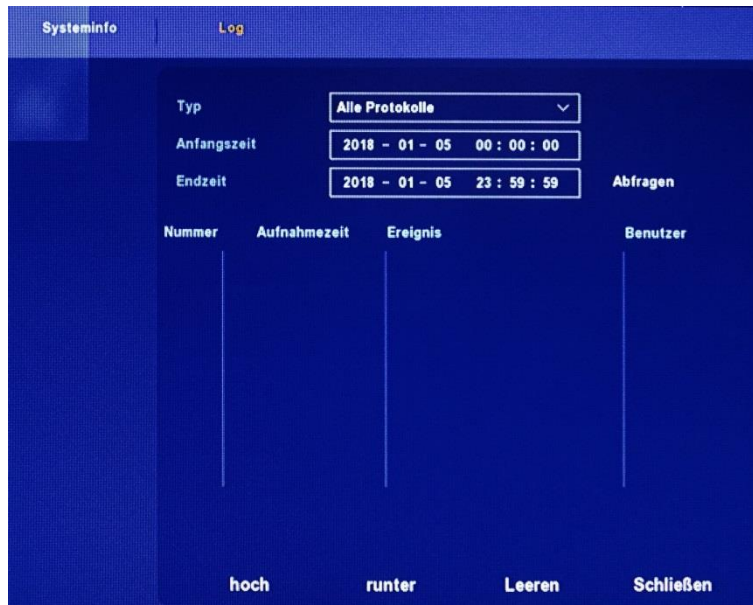 Systeminfo Log
Typ Alle Protokolle
Anfangszeit 2018 - 01 - 05 00 : 00 : 00
Endzeit 2018 - 01 - 05 23 : 59 : 59 Abfragen
Nummer Aufnahmezeit Ereignis Benutzer
hoch runter Leeren Schließen